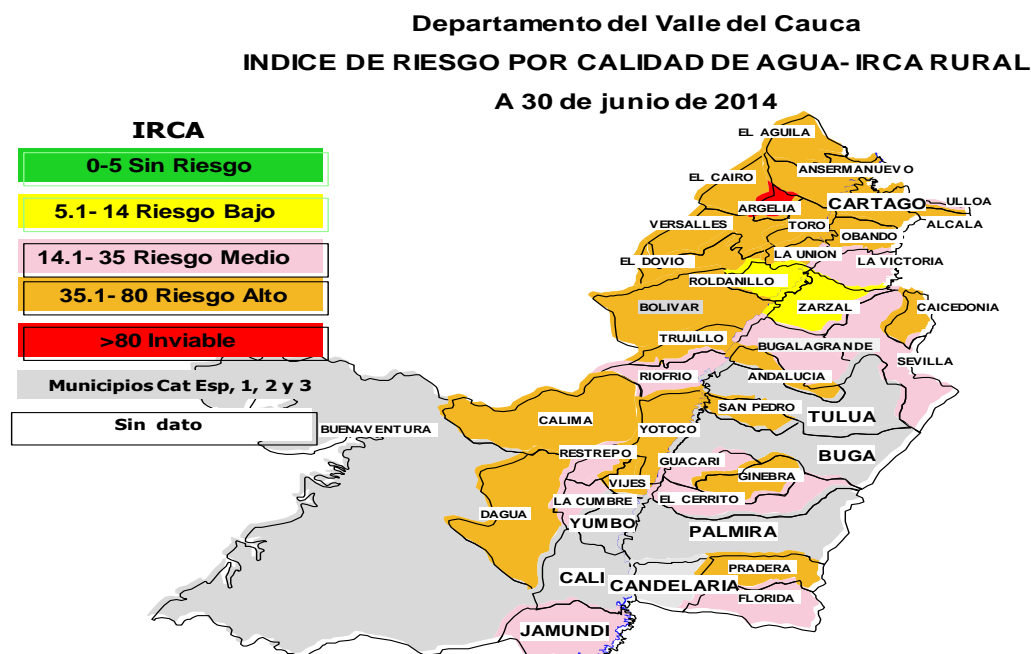 Departamento del Valle del Cauca
INDICE DE RIESGO POR CALIDAD DE AGUA- IRCA RURAL
A 30 de junio de 2014
IRCA
0-5 Sin Riesgo
5.1- 14 Riesgo Bajo
14.1- 35 Riesgo Medio
35.1- 80 Riesgo Alto
>80 Inviable
Municipios Cat Esp, 1, 2 y 3
Sin dato
EL AGUILA
ANSERMANUEVO
EL CAIRO
ARGELIA
CARTAGO
ULLOA
ALCALA
VERSALLES
TORO
OBANDO
LA UNION
LA VICTORIA
EL DOVIO
ROLDANILLO
BOLIVAR
ZARZAL
CAICEDONIA
TRUJILLO
BUGALAGRANDE
SEVILLA
RIOFRIO
ANDALUCIA
SAN PEDRO
TULUA
CALIMA
YOTOCO
BUENAVENTURA
BUGA
RESTREPO
GUACARI
GINEBRA
VIJES
LA CUMBRE
EL CERRITO
DAGUA
YUMBO
PALMIRA
PRADERA
CALI
CANDELARIA
FLORIDA
JAMUNDI